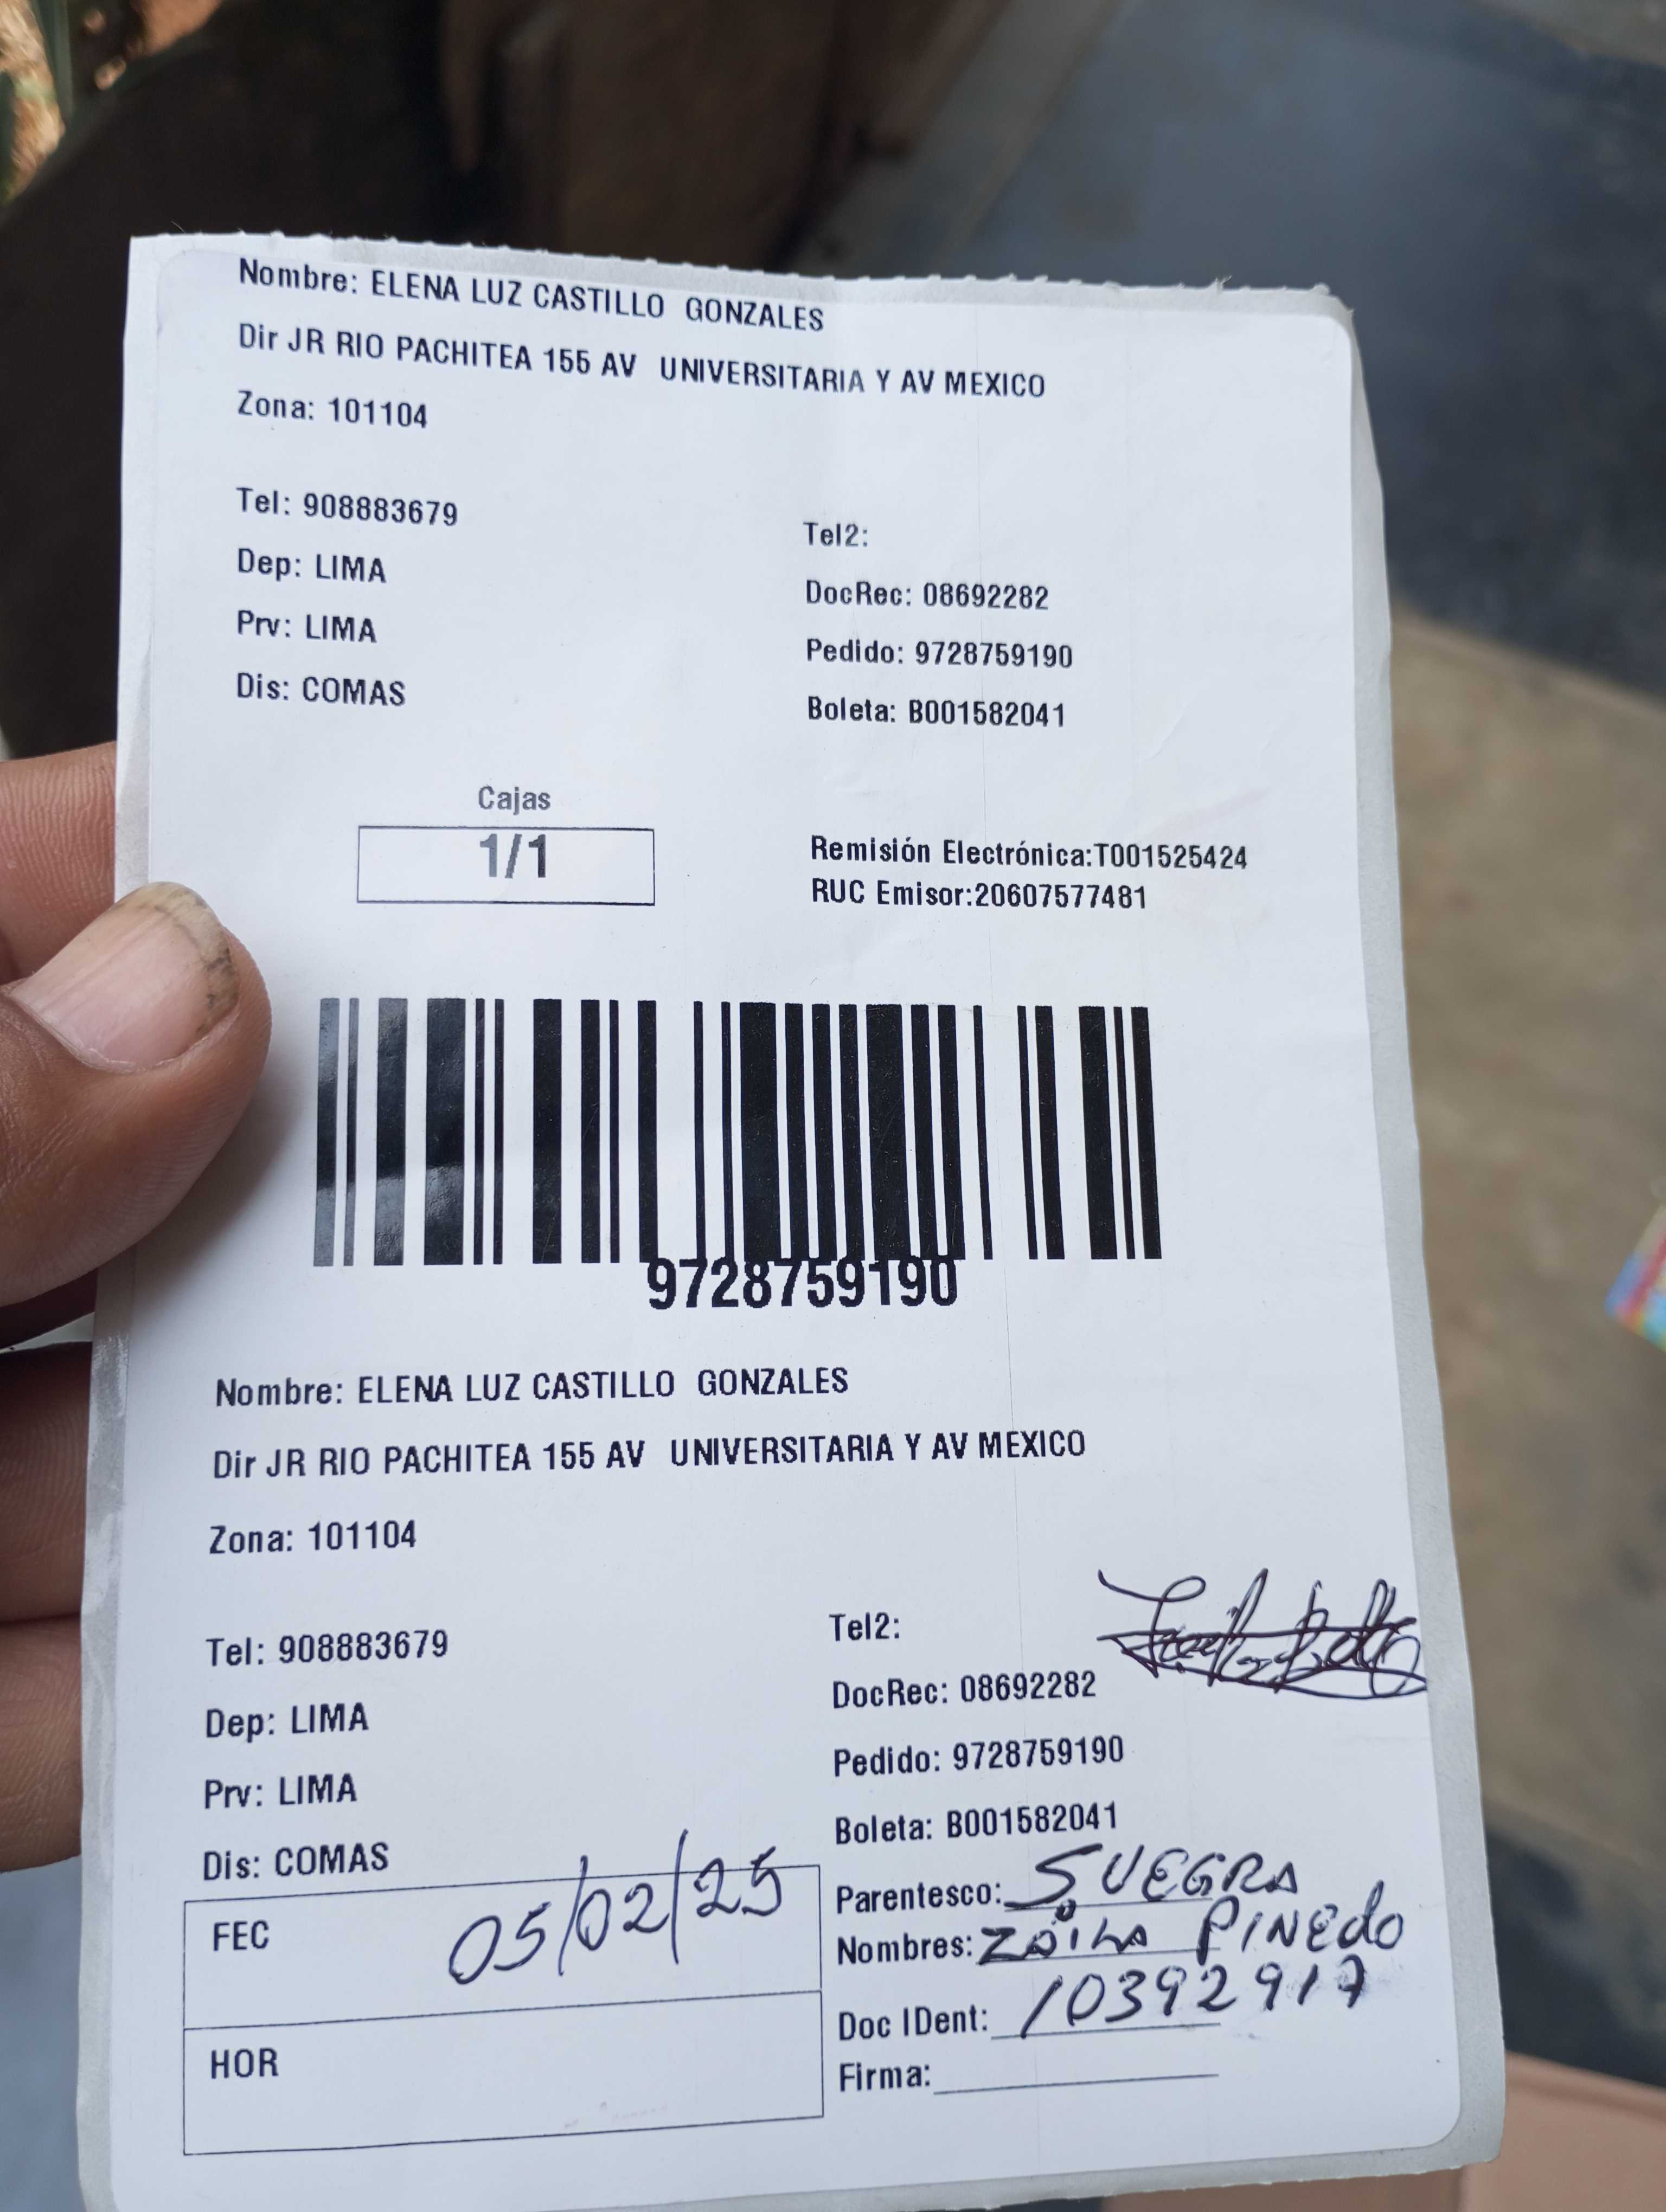 Nombre: ELENA LUZ CASTILLO GONZALES
Dir JR RIO PACHITEA 155 AV UNIVERSITARIA Y AV MEXICO
Zona: 101104
Tel: 908883679
Tel2:
Dep: LIMA
DocRec: 08692282
Prv: LIMA
Pedido: 9728759190
Dis: COMAS
Boleta: B001582041
Cajas
1/1
Remisión Electrónica:T001525424
RUC Emisor:20607577481
9728759190
Nombre: ELENA LUZ CASTILLO GONZALES
Dir JR RIO PACHITEA 155 AV UNIVERSITARIA Y AV MEXICO
Zona: 101104
Tel: 908883679
Tel2:
Dep: LIMA
DocRec: 08692282
Prv: LIMA
Pedido: 9728759190
Dis: COMAS
Boleta: B001582041
FEC 05/02/25
HOR
Parentesco: SUEGRA
Nombres: ZOILA PINEdO
Doc IDent: 10392917
Firma: